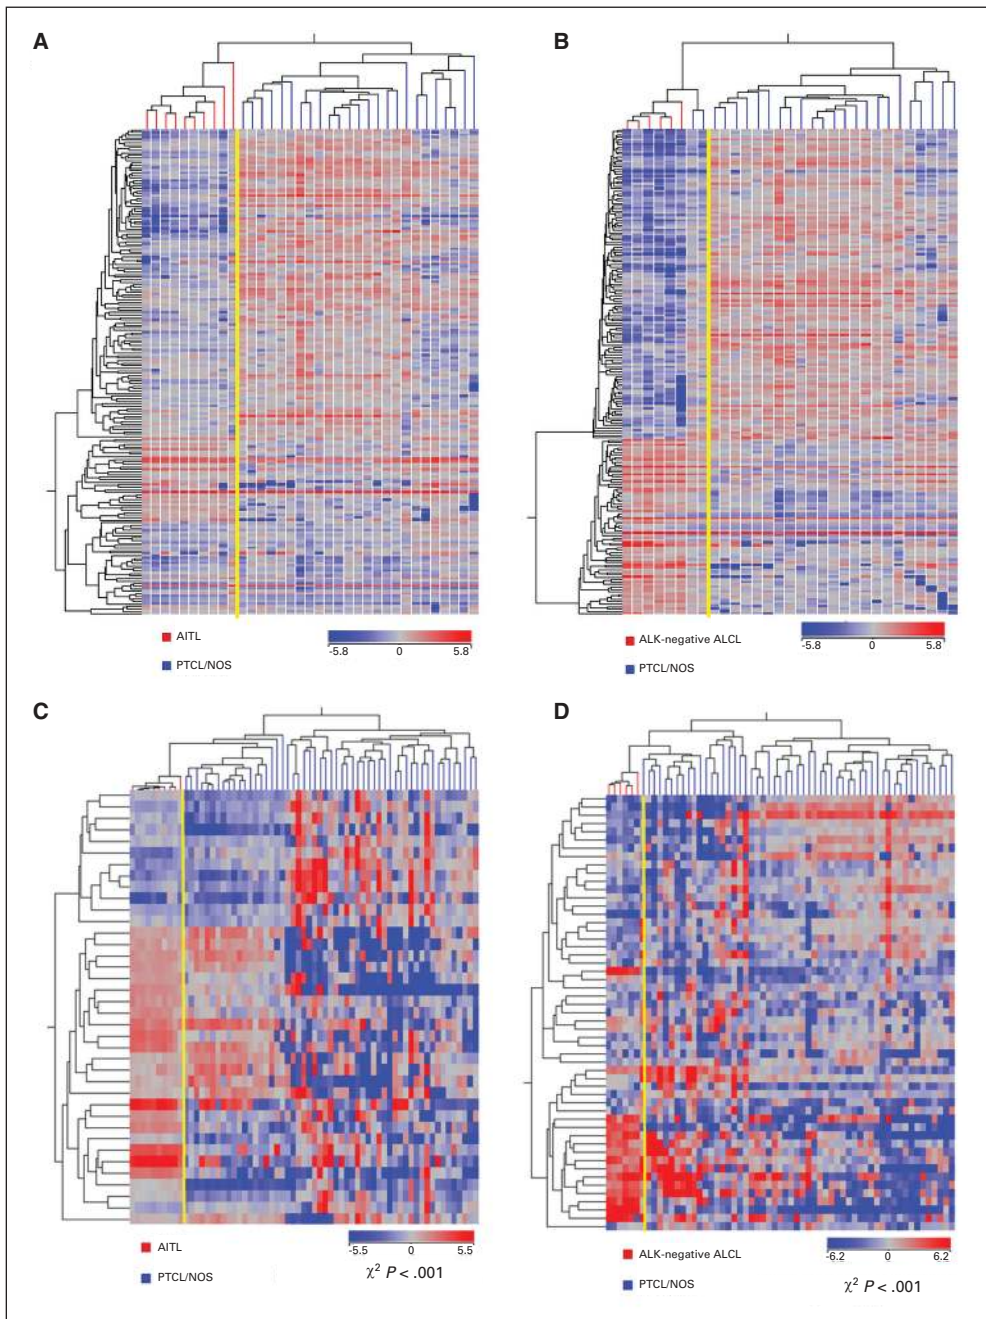 A
B
AITL
PTCL/NOS
-5.8 0 5.8
ALK-negative ALCL
PTCL/NOS
-5.8 0 5.8
C
D
AITL
PTCL/NOS
-5.5 0 5.5
χ² P < .001
ALK-negative ALCL
PTCL/NOS
-6.2 0 6.2
χ² P < .001